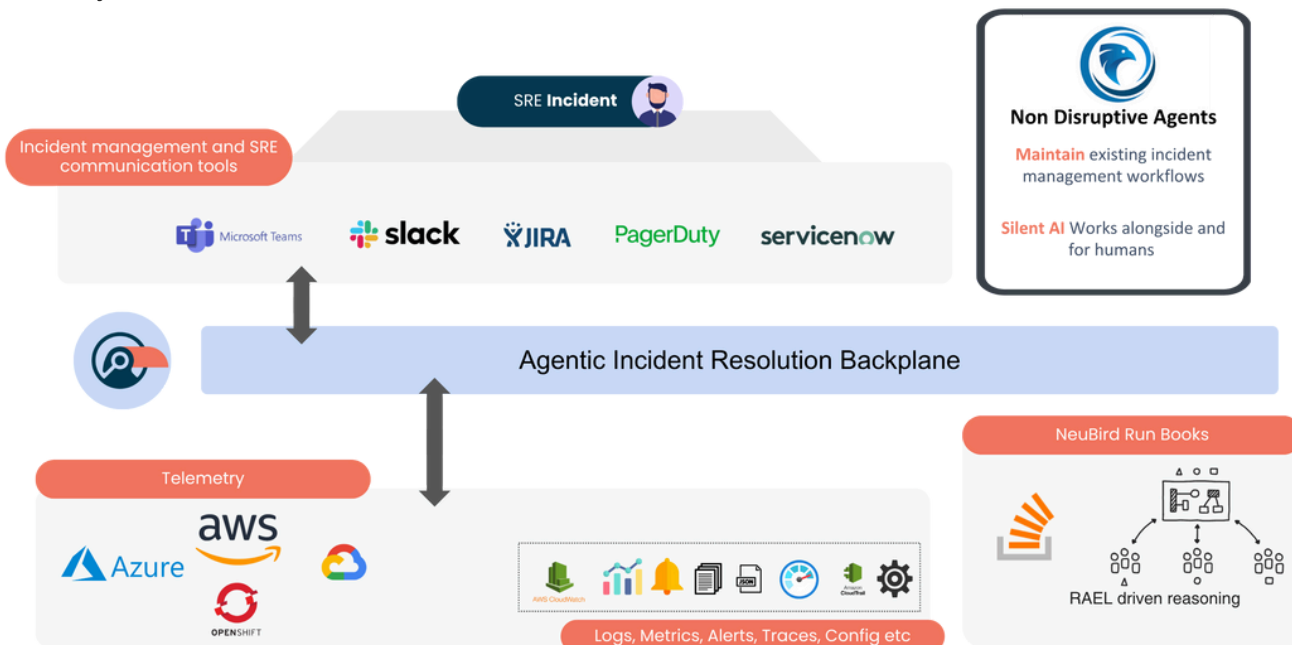 SRE Incident
Incident management and SRE
communication tools
Microsoft Teams
slack
JIRA
PagerDuty
servicenow
Non Disruptive Agents
Maintain existing incident
management workflows
Silent AI Works alongside and
for humans
Agentic Incident Resolution Backplane
Telemetry
Azure
aws
OPENSHIFT
AWS CloudWatch
JSON
Amazon
CloudTrail
Logs, Metrics, Alerts, Traces, Config etc
NeuBird Run Books
RAEL driven reasoning